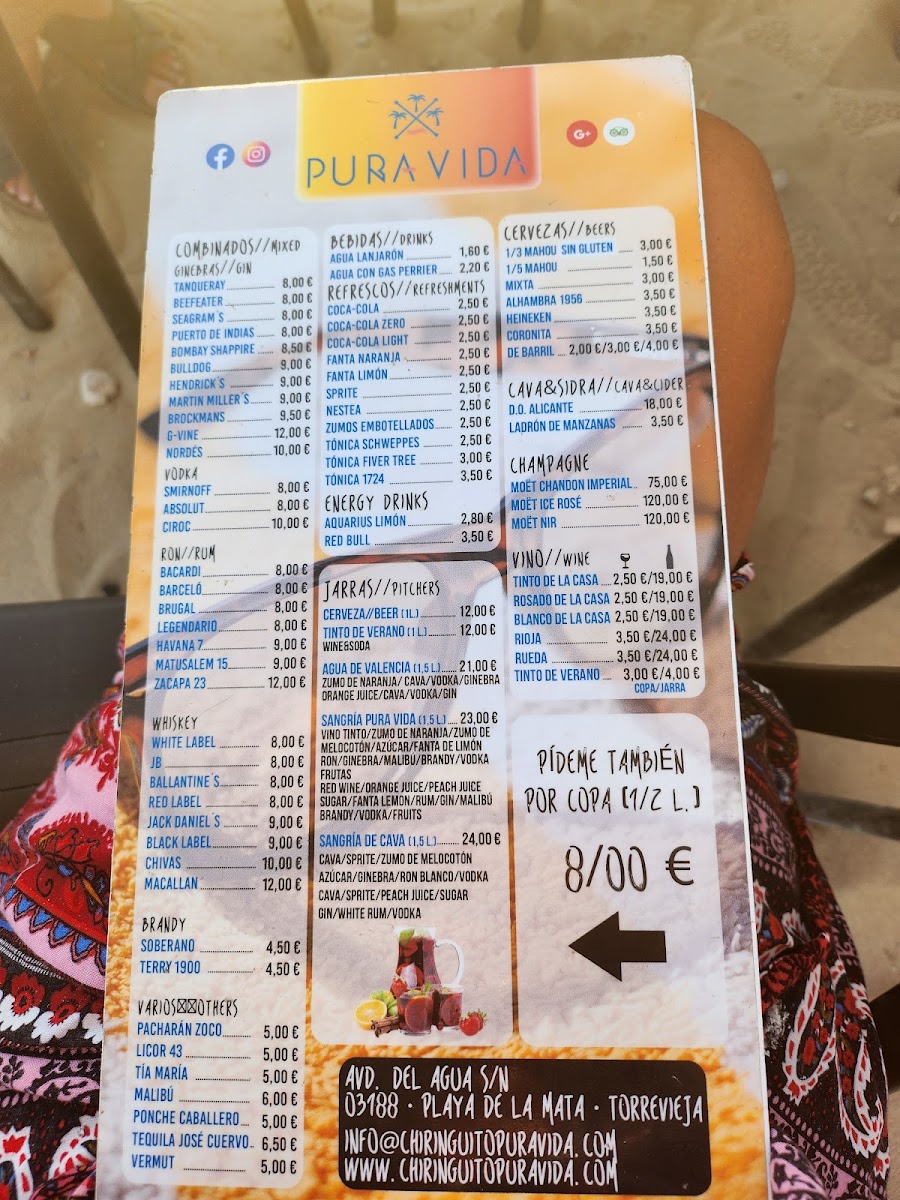 PURA VIDA
COMBINADOS//MIXED
GINEBRAS//GIN
TANQUERAY 8,00 €
BEEFEATER 8,00 €
SEAGRAM´S 8,00 €
PUERTO DE INDIAS 8,00 €
BOMBAY SHAPPIRE 8,50 €
BULLDOG 9,00 €
HENDRICK´S 9,00 €
MARTIN MILLER´S 9,00 €
BROCKMANS 9,50 €
G-VINE 12,00 €
NORDÉS 10,00 €
VODKA
SMIRNOFF 8,00 €
ABSOLUT 8,00 €
CIROC 10,00 €
RON//RUM
BACARDI 8,00 €
BARCELÓ 8,00 €
BRUGAL 8,00 €
LEGENDARIO 8,00 €
HAVANA 7 9,00 €
MATUSALEM 15 9,00 €
ZACAPA 23 12,00 €
WHISKEY
WHITE LABEL 8,00 €
JB 8,00 €
BALLANTINE´S 8,00 €
RED LABEL 8,00 €
JACK DANIEL´S 9,00 €
BLACK LABEL 9,00 €
CHIVAS 10,00 €
MACALLAN 12,00 €
BRANDY
SOBERANO 4,50 €
TERRY 1900 4,50 €
VARIOS☒☒OTHERS
PACHARÁN ZOCO 5,00 €
LICOR 43 5,00 €
TÍA MARÍA 5,00 €
MALIBÚ 6,00 €
PONCHE CABALLERO 5,00 €
TEQUILA JOSÉ CUERVO 6,50 €
VERMUT 5,00 €
BEBIDAS//DRINKS
AGUA LANJARÓN 1,60 €
AGUA CON GAS PERRIER 2,20 €
REFRESCOS//REFRESHMENTS
COCA-COLA 2,50 €
COCA-COLA ZERO 2,50 €
COCA-COLA LIGHT 2,50 €
FANTA NARANJA 2,50 €
FANTA LIMÓN 2,50 €
SPRITE 2,50 €
NESTEA 2,50 €
ZUMOS EMBOTELLADOS 2,50 €
TÓNICA SCHWEPPES 2,50 €
TÓNICA FIVER TREE 3,00 €
TÓNICA 1724 3,50 €
ENERGY DRINKS
AQUARIUS LIMÓN 2,80 €
RED BULL 3,50 €
JARRAS//PITCHERS
CERVEZA//BEER (1L) 12,00 €
TINTO DE VERANO (1 L) 12,00 €
WINE&SODA
AGUA DE VALENCIA (1,5 L) 21,00 €
ZUMO DE NARANJA/ CAVA/VODKA/GINEBRA
ORANGE JUICE/CAVA/VODKA/GIN
SANGRÍA PURA VIDA (1,5 L) 23,00 €
VINO TINTO/ZUMO DE NARANJA/ZUMO DE
MELOCOTÓN/AZÚCAR/FANTA DE LIMÓN
RON/GINEBRA/MALIBU/BRANDY/VODKA
FRUTAS
RED WINE/ORANGE JUICE/PEACH JUICE
SUGAR/FANTA LEMON/RUM/GIN/MALIBÚ
BRANDY/VODKA/FRUITS
SANGRÍA DE CAVA (1,5 L) 24,00 €
CAVA/SPRITE/ZUMO DE MELOCOTÓN
AZÚCAR/GINEBRA/RON BLANCO/VODKA
CAVA/SPRITE/PEACH JUICE/SUGAR
GIN/WHITE RUM/VODKA
CERVEZAS//BEERS
1/3 MAHOU SIN GLUTEN 3,00 €
1/5 MAHOU 1,50 €
MIXTA 3,00 €
ALHAMBRA 1956 3,50 €
HEINEKEN 3,50 €
CORONITA 3,50 €
DE BARRIL 2,00 €/3,00 €/4,00 €
CAVA&SIDRA//CAVA&CIDER
D.O. ALICANTE 18,00 €
LADRÓN DE MANZANAS 3,50 €
CHAMPAGNE
MOËT CHANDON IMPERIAL 75,00 €
MOËT ICE ROSÉ 120,00 €
MOËT NIR 120,00 €
VINO//WINE
TINTO DE LA CASA 2,50 €/19,00 €
ROSADO DE LA CASA 2,50 €/19,00 €
BLANCO DE LA CASA 2,50 €/19,00 €
RIOJA 3,50 €/24,00 €
RUEDA 3,50 €/24,00 €
TINTO DE VERANO 3,00 €/4,00 €
COPA/JARRA
PÍDEME TAMBIÉN
POR COPA (1/2 L.)
8/00 €
AVD. DEL AGUA S/N
03188 · PLAYA DE LA MATA · TORREVIEJA
INFO@CHIRINGUITOPURAVIDA.COM
WWW.CHIRINGUITOPURAVIDA.COM